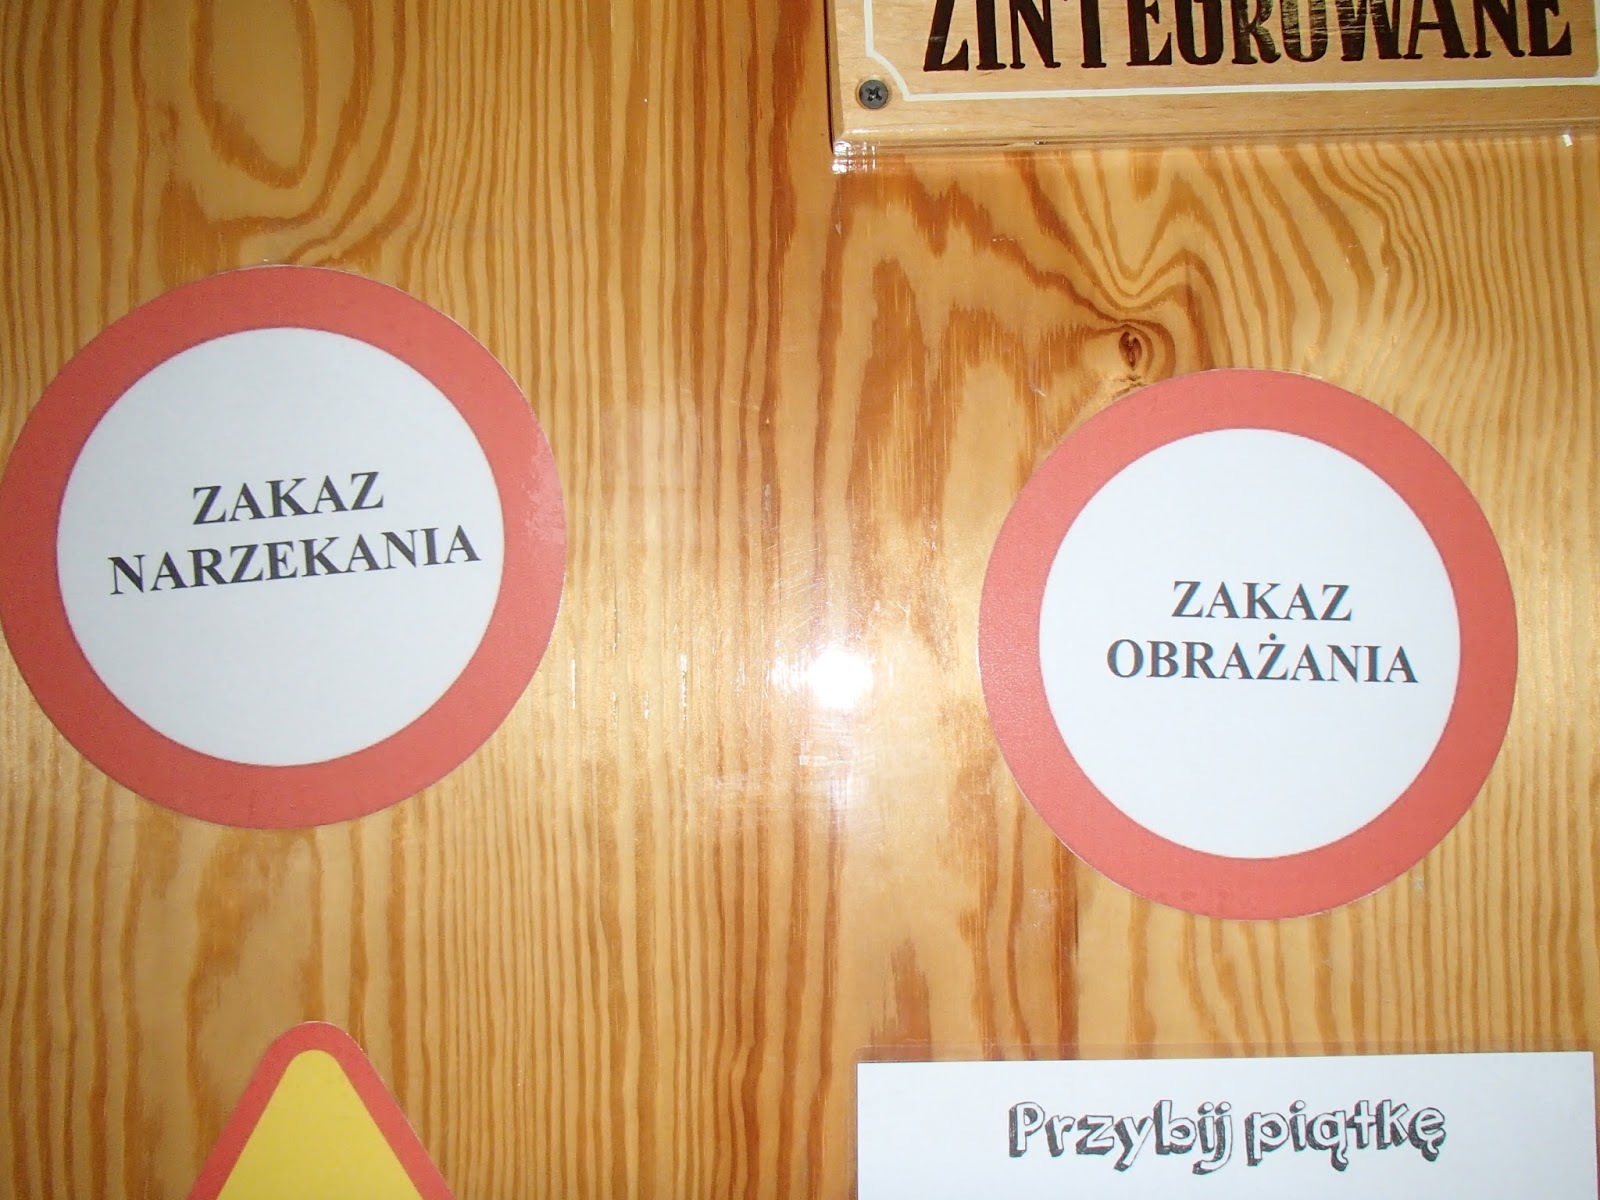 ZINTEGROWANE
ZAKAZ
NARZEKANIA
ZAKAZ
OBRAŻANIA
Przybij piątkę